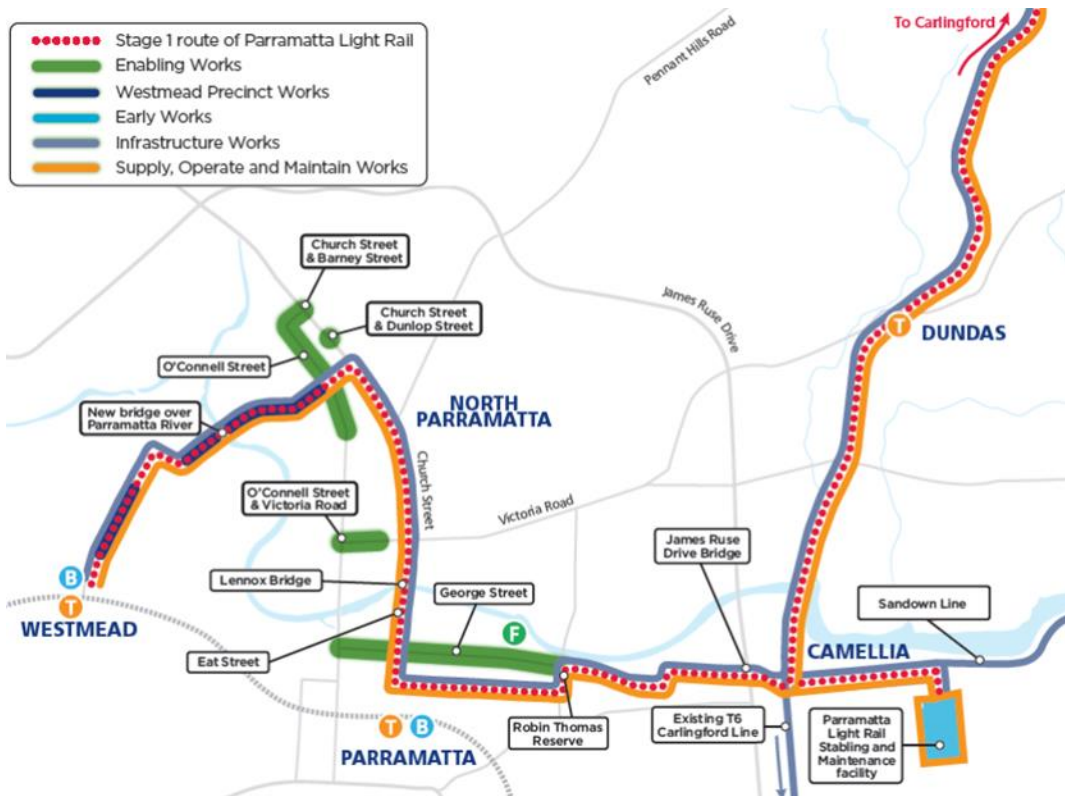 Stage 1 route of Parramatta Light Rail
Enabling Works
Westmead Precinct Works
Early Works
Infrastructure Works
Supply, Operate and Maintain Works
To Carlingford
Pennant Hills Road
Church Street
& Barney Street
Church Street
& Dunlop Street
James Ruse Drive
T
DUNDAS
O'Connell Street
New bridge over
Parramatta River
NORTH
PARRAMATTA
Church Street
O'Connell Street
& Victoria Road
Victoria Road
James Ruse
Drive Bridge
B
T
WESTMEAD
Lennox Bridge
George Street
F
Sandown Line
Eat Street
CAMELLIA
Robin Thomas
Reserve
Existing T6
Carlingford Line
Parramatta
Light Rail
Stabling and
Maintenance
facility
T
B
PARRAMATTA